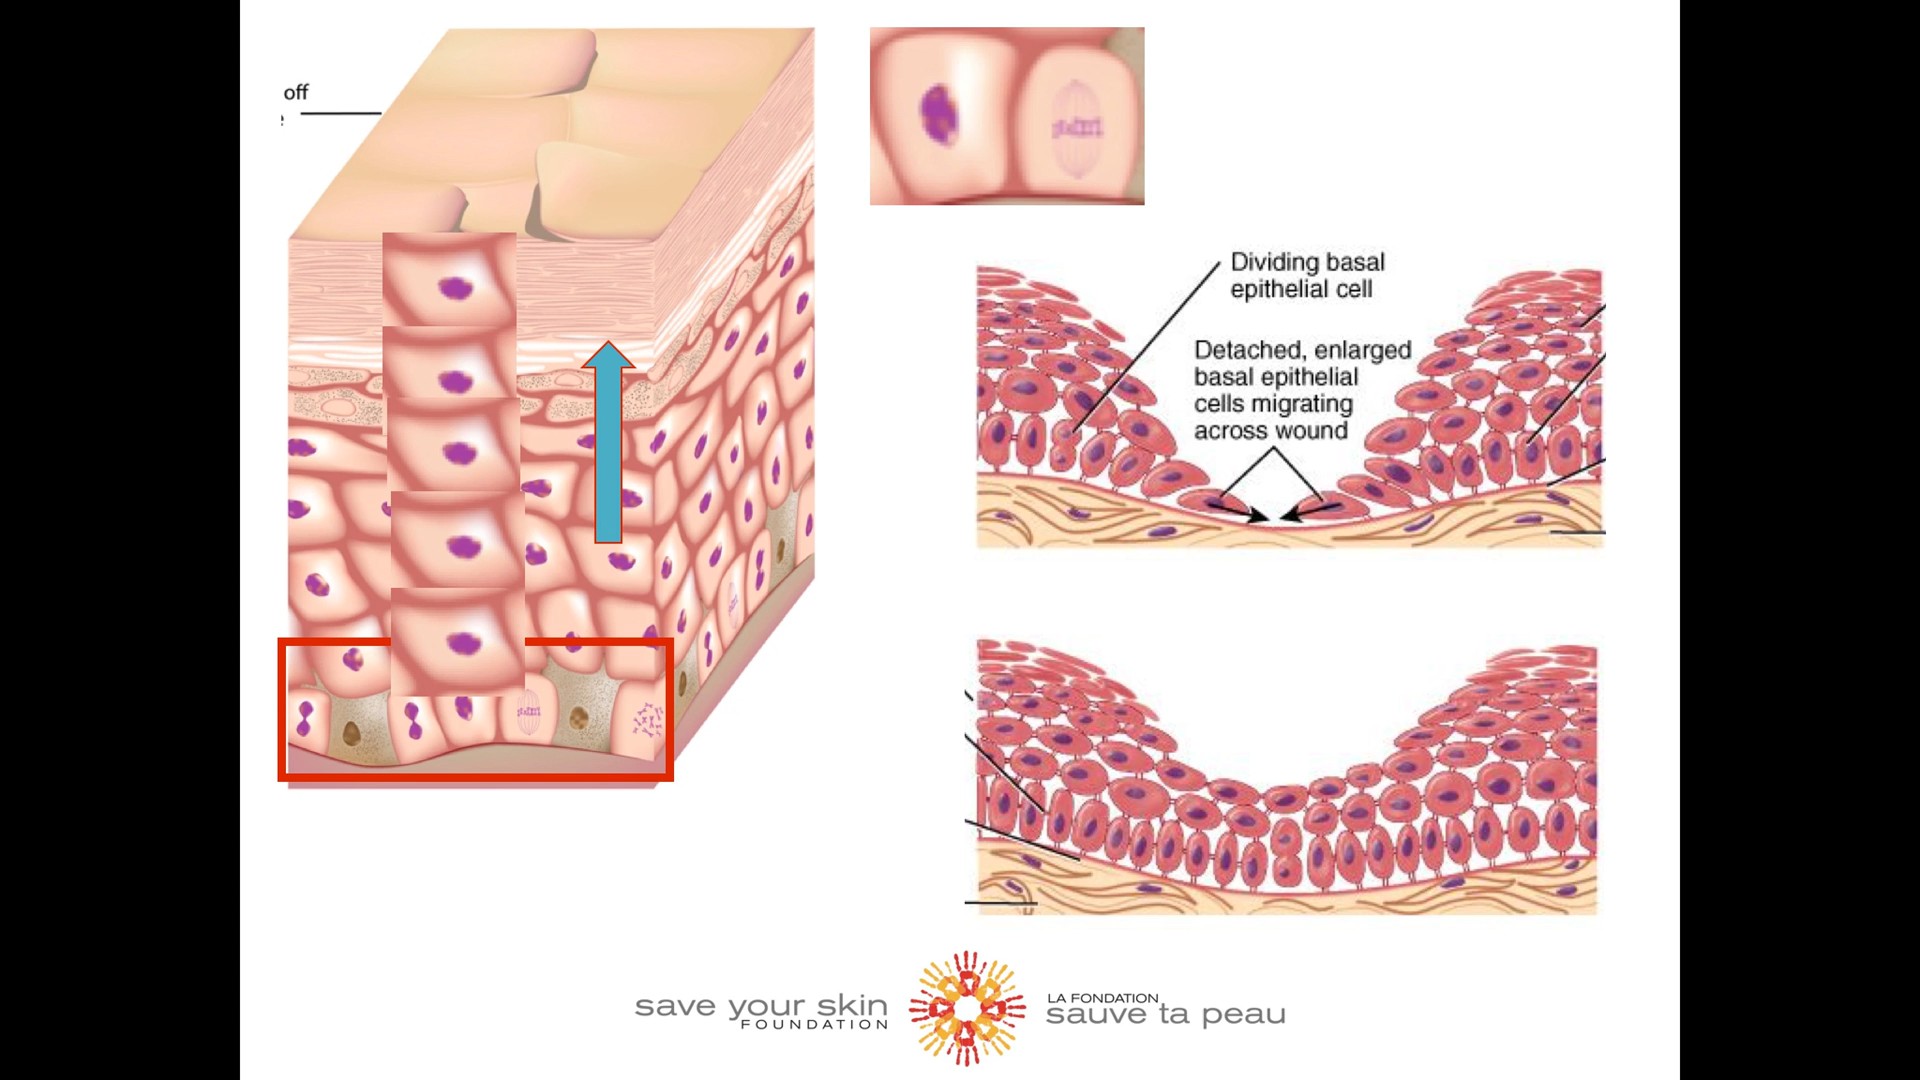 off
Dividing basal
epithelial cell
Detached, enlarged
basal epithelial
cells migrating
across wound
save your skin
FOUNDATION
LA FONDATION
sauve ta peau